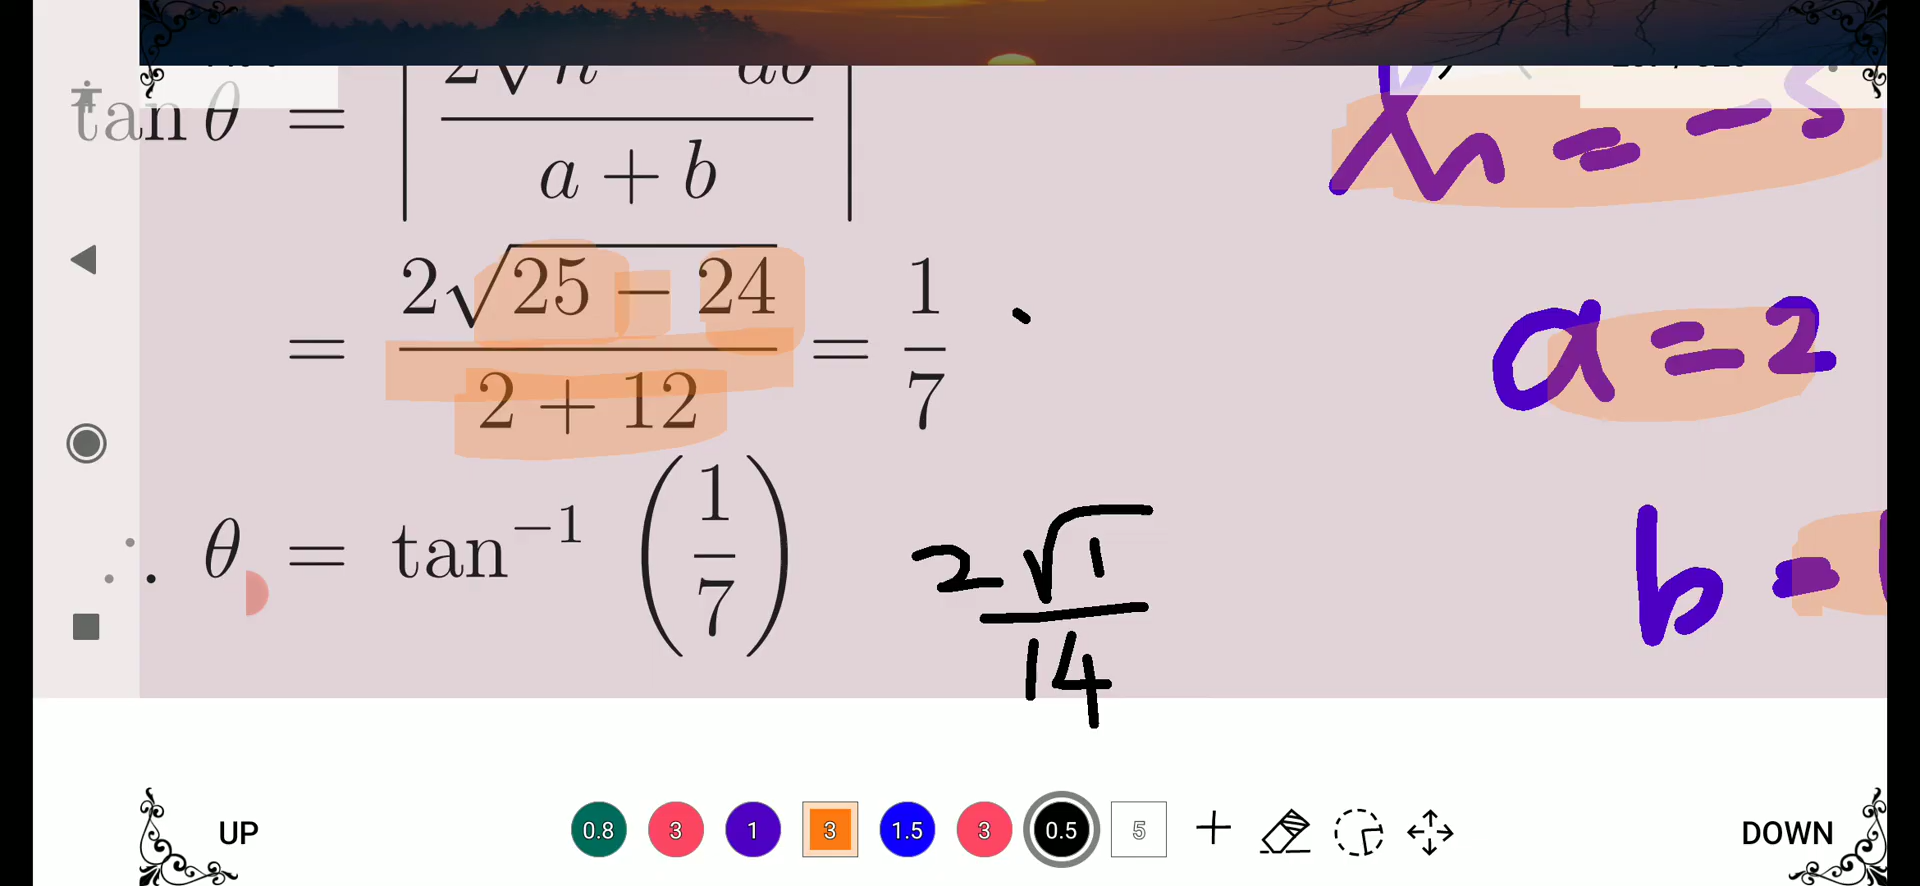 tan θ = | 2√h ab / a + b |
h = - 5
= 2√25 − 24 / 2 + 12 = 1/7
a = 2
∴ θ = tan⁻¹ (1/7)
2√1 / 14
b =
UP 0.8 3 1 3 1.5 3 0.5 5 + DOWN